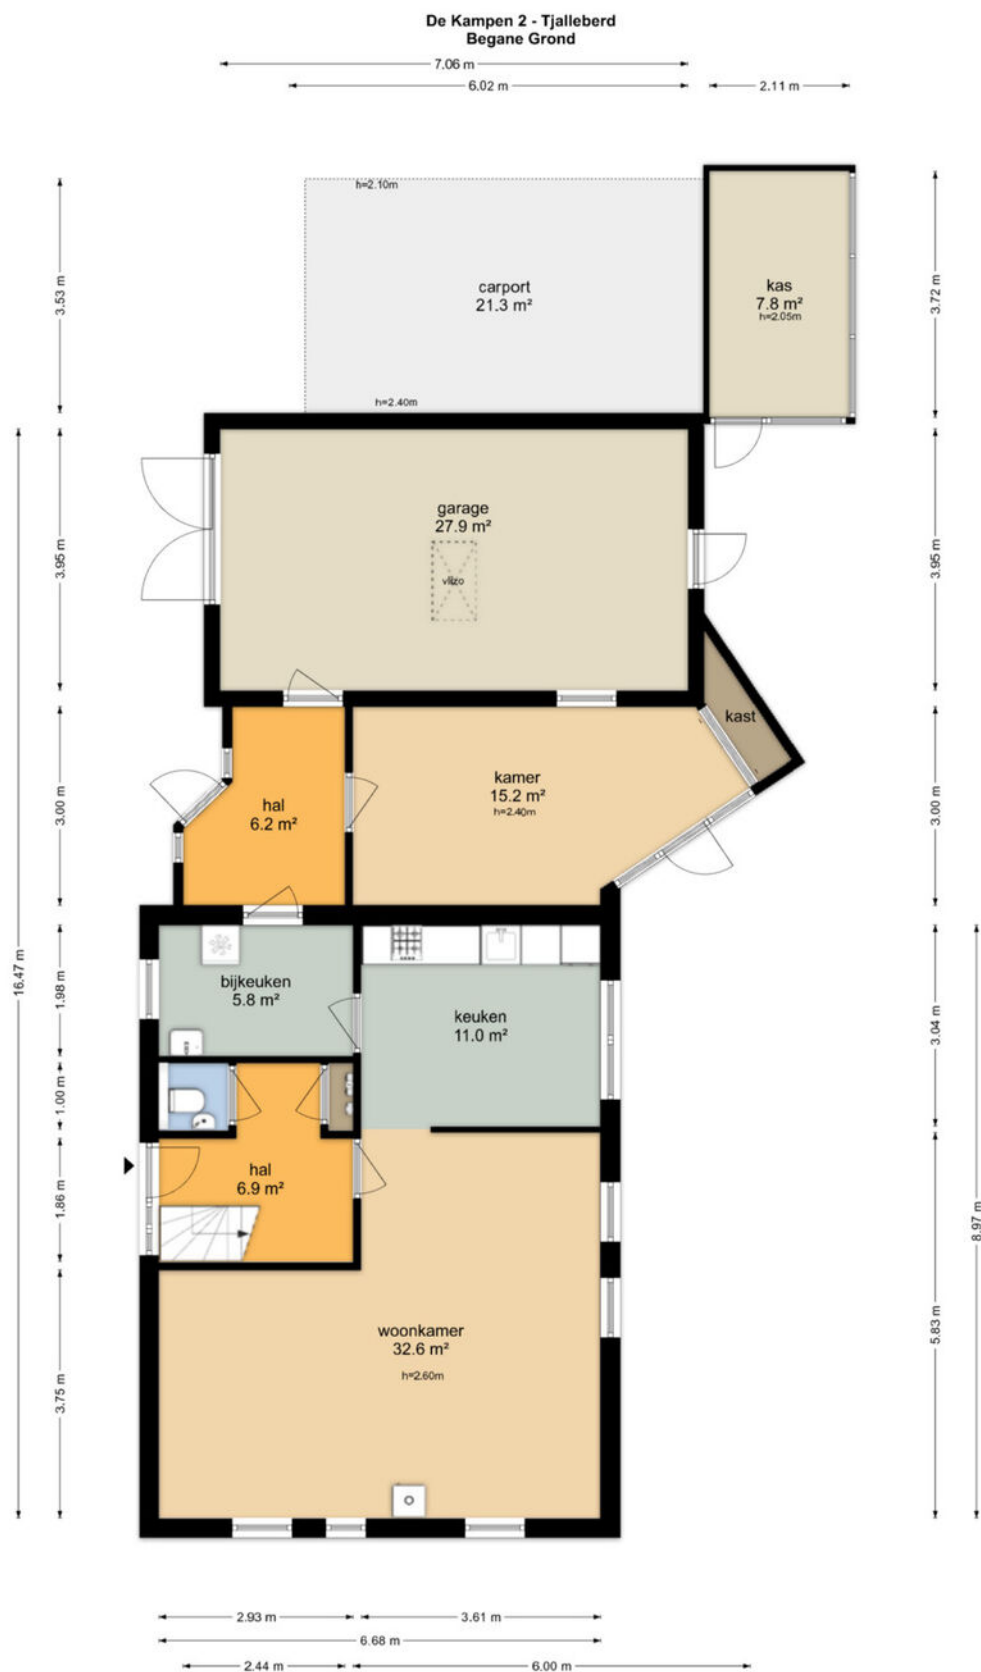 De Kampen 2 - Tjalleberd
Begane Grond
7.06 m
6.02 m
2.11 m
h=2.10m
3.53 m
carport
21.3 m²
kas
7.8 m²
h=2.05m
3.72 m
h=2.40m
garage
27.9 m²
vlizo
3.95 m
3.95 m
kast
kamer
15.2 m²
h=2.40m
hal
6.2 m²
3.00 m
3.00 m
16.47 m
bijkeuken
5.8 m²
1.98 m
keuken
11.0 m²
3.04 m
1.00 m
hal
6.9 m²
1.86 m
8.97 m
woonkamer
32.6 m²
h=2.60m
5.83 m
3.75 m
2.93 m
3.61 m
6.68 m
2.44 m
6.00 m